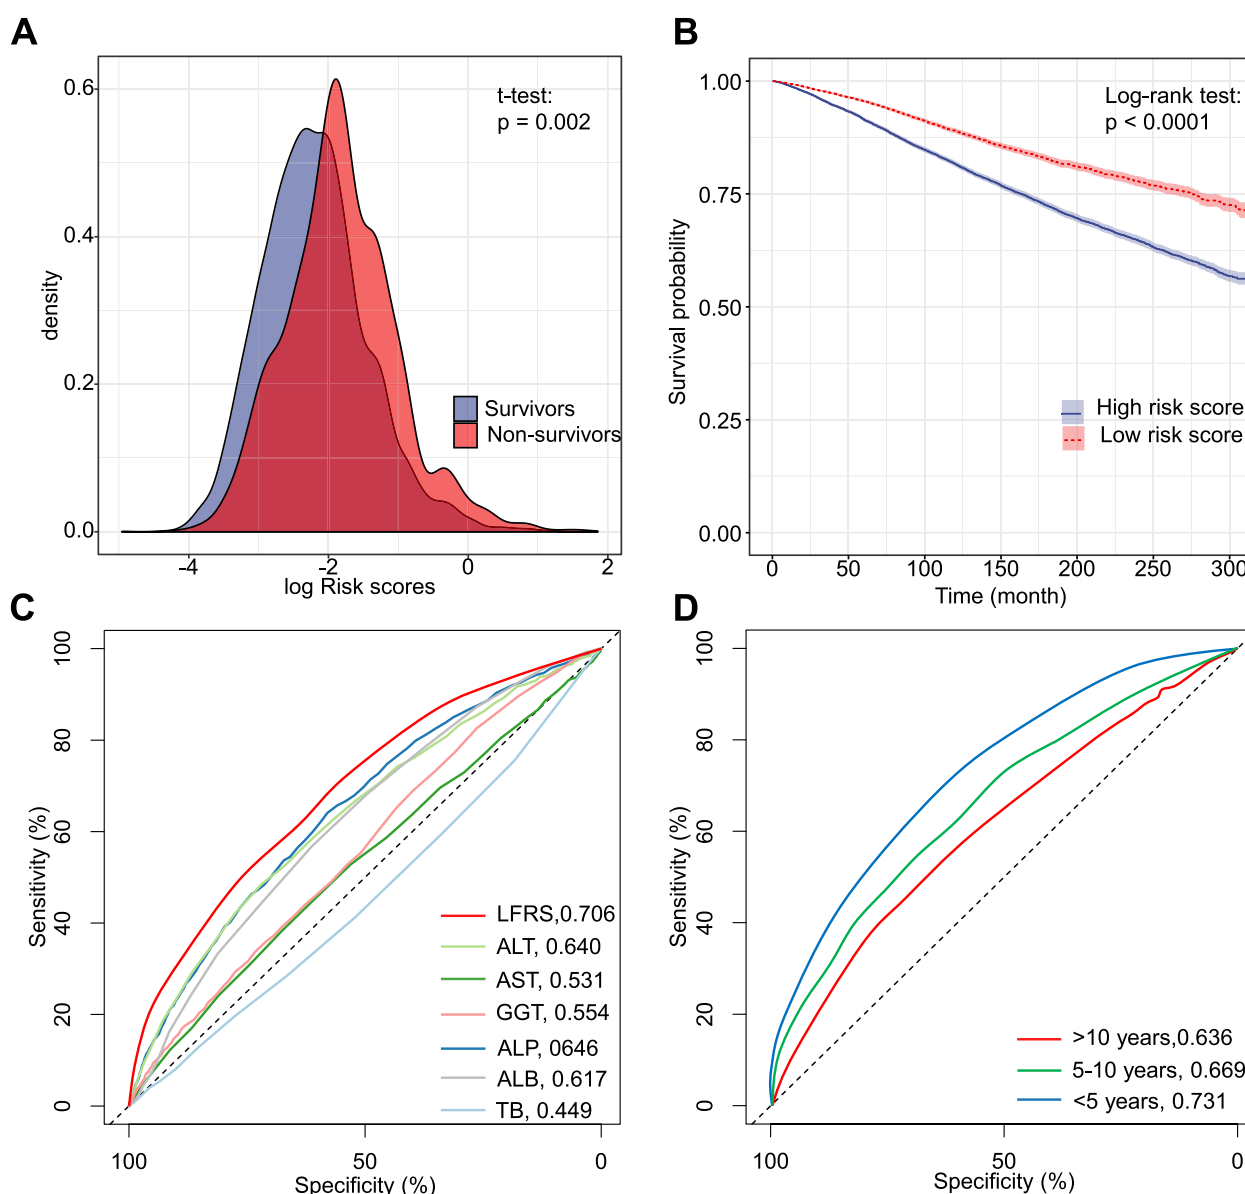 A
0.6
0.4
0.2
0.0
density
t-test:
p = 0.002
Survivors
Non-survivors
-4
-2
0
2
log Risk scores
B
1.00
0.75
0.50
0.25
0.00
Survival probability
Log-rank test:
p < 0.0001
High risk score
Low risk score
0
50
100
150
200
250
300
Time (month)
C
100
80
60
40
20
0
Sensitivity (%)
LFRS,0.706
ALT, 0.640
AST, 0.531
GGT, 0.554
ALP, 0646
ALB, 0.617
TB, 0.449
100
50
0
Specificity (%)
D
100
80
60
40
20
0
Sensitivity (%)
>10 years,0.636
5-10 years, 0.669
<5 years, 0.731
100
50
0
Specificity (%)